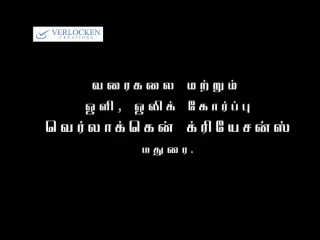 VERLOCKEN
CREATIONS
வரைகலை மற்றும்
ஒளி, ஒலிக் கோர்ப்பு
வெர்லாக்கென் க்ரியேசன்ஸ்
மதுரை.